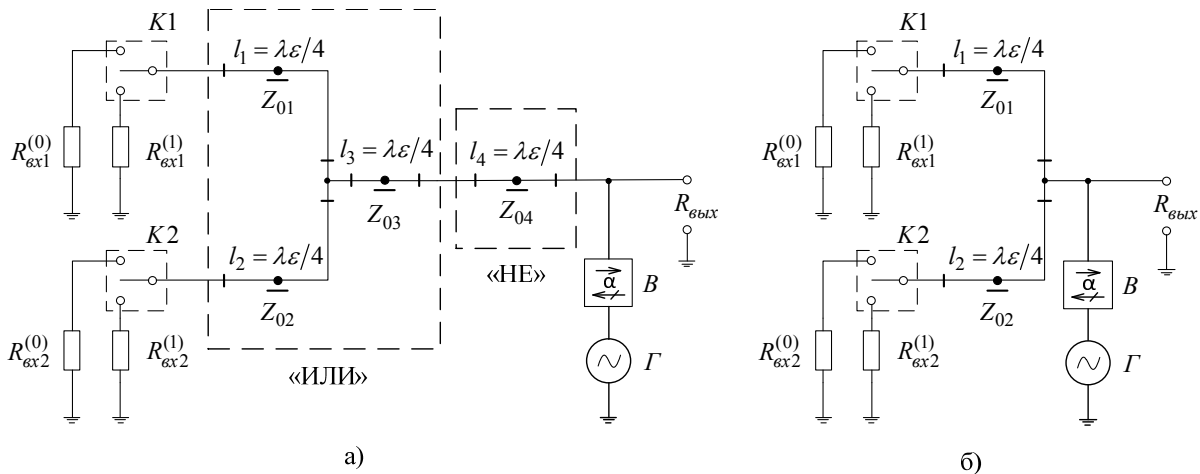 K1
l₁ = λε/4
Z₀₁
R⁽⁰⁾вх1
R⁽¹⁾вх1
l₃ = λε/4
Z₀₃
l₄ = λε/4
Z₀₄
«НЕ»
Rвых
K2
l₂ = λε/4
Z₀₂
R⁽⁰⁾вх2
R⁽¹⁾вх2
«ИЛИ»
α
В
Г
а)
K1
l₁ = λε/4
Z₀₁
R⁽⁰⁾вх1
R⁽¹⁾вх1
Rвых
K2
l₂ = λε/4
Z₀₂
R⁽⁰⁾вх2
R⁽¹⁾вх2
α
В
Г
б)